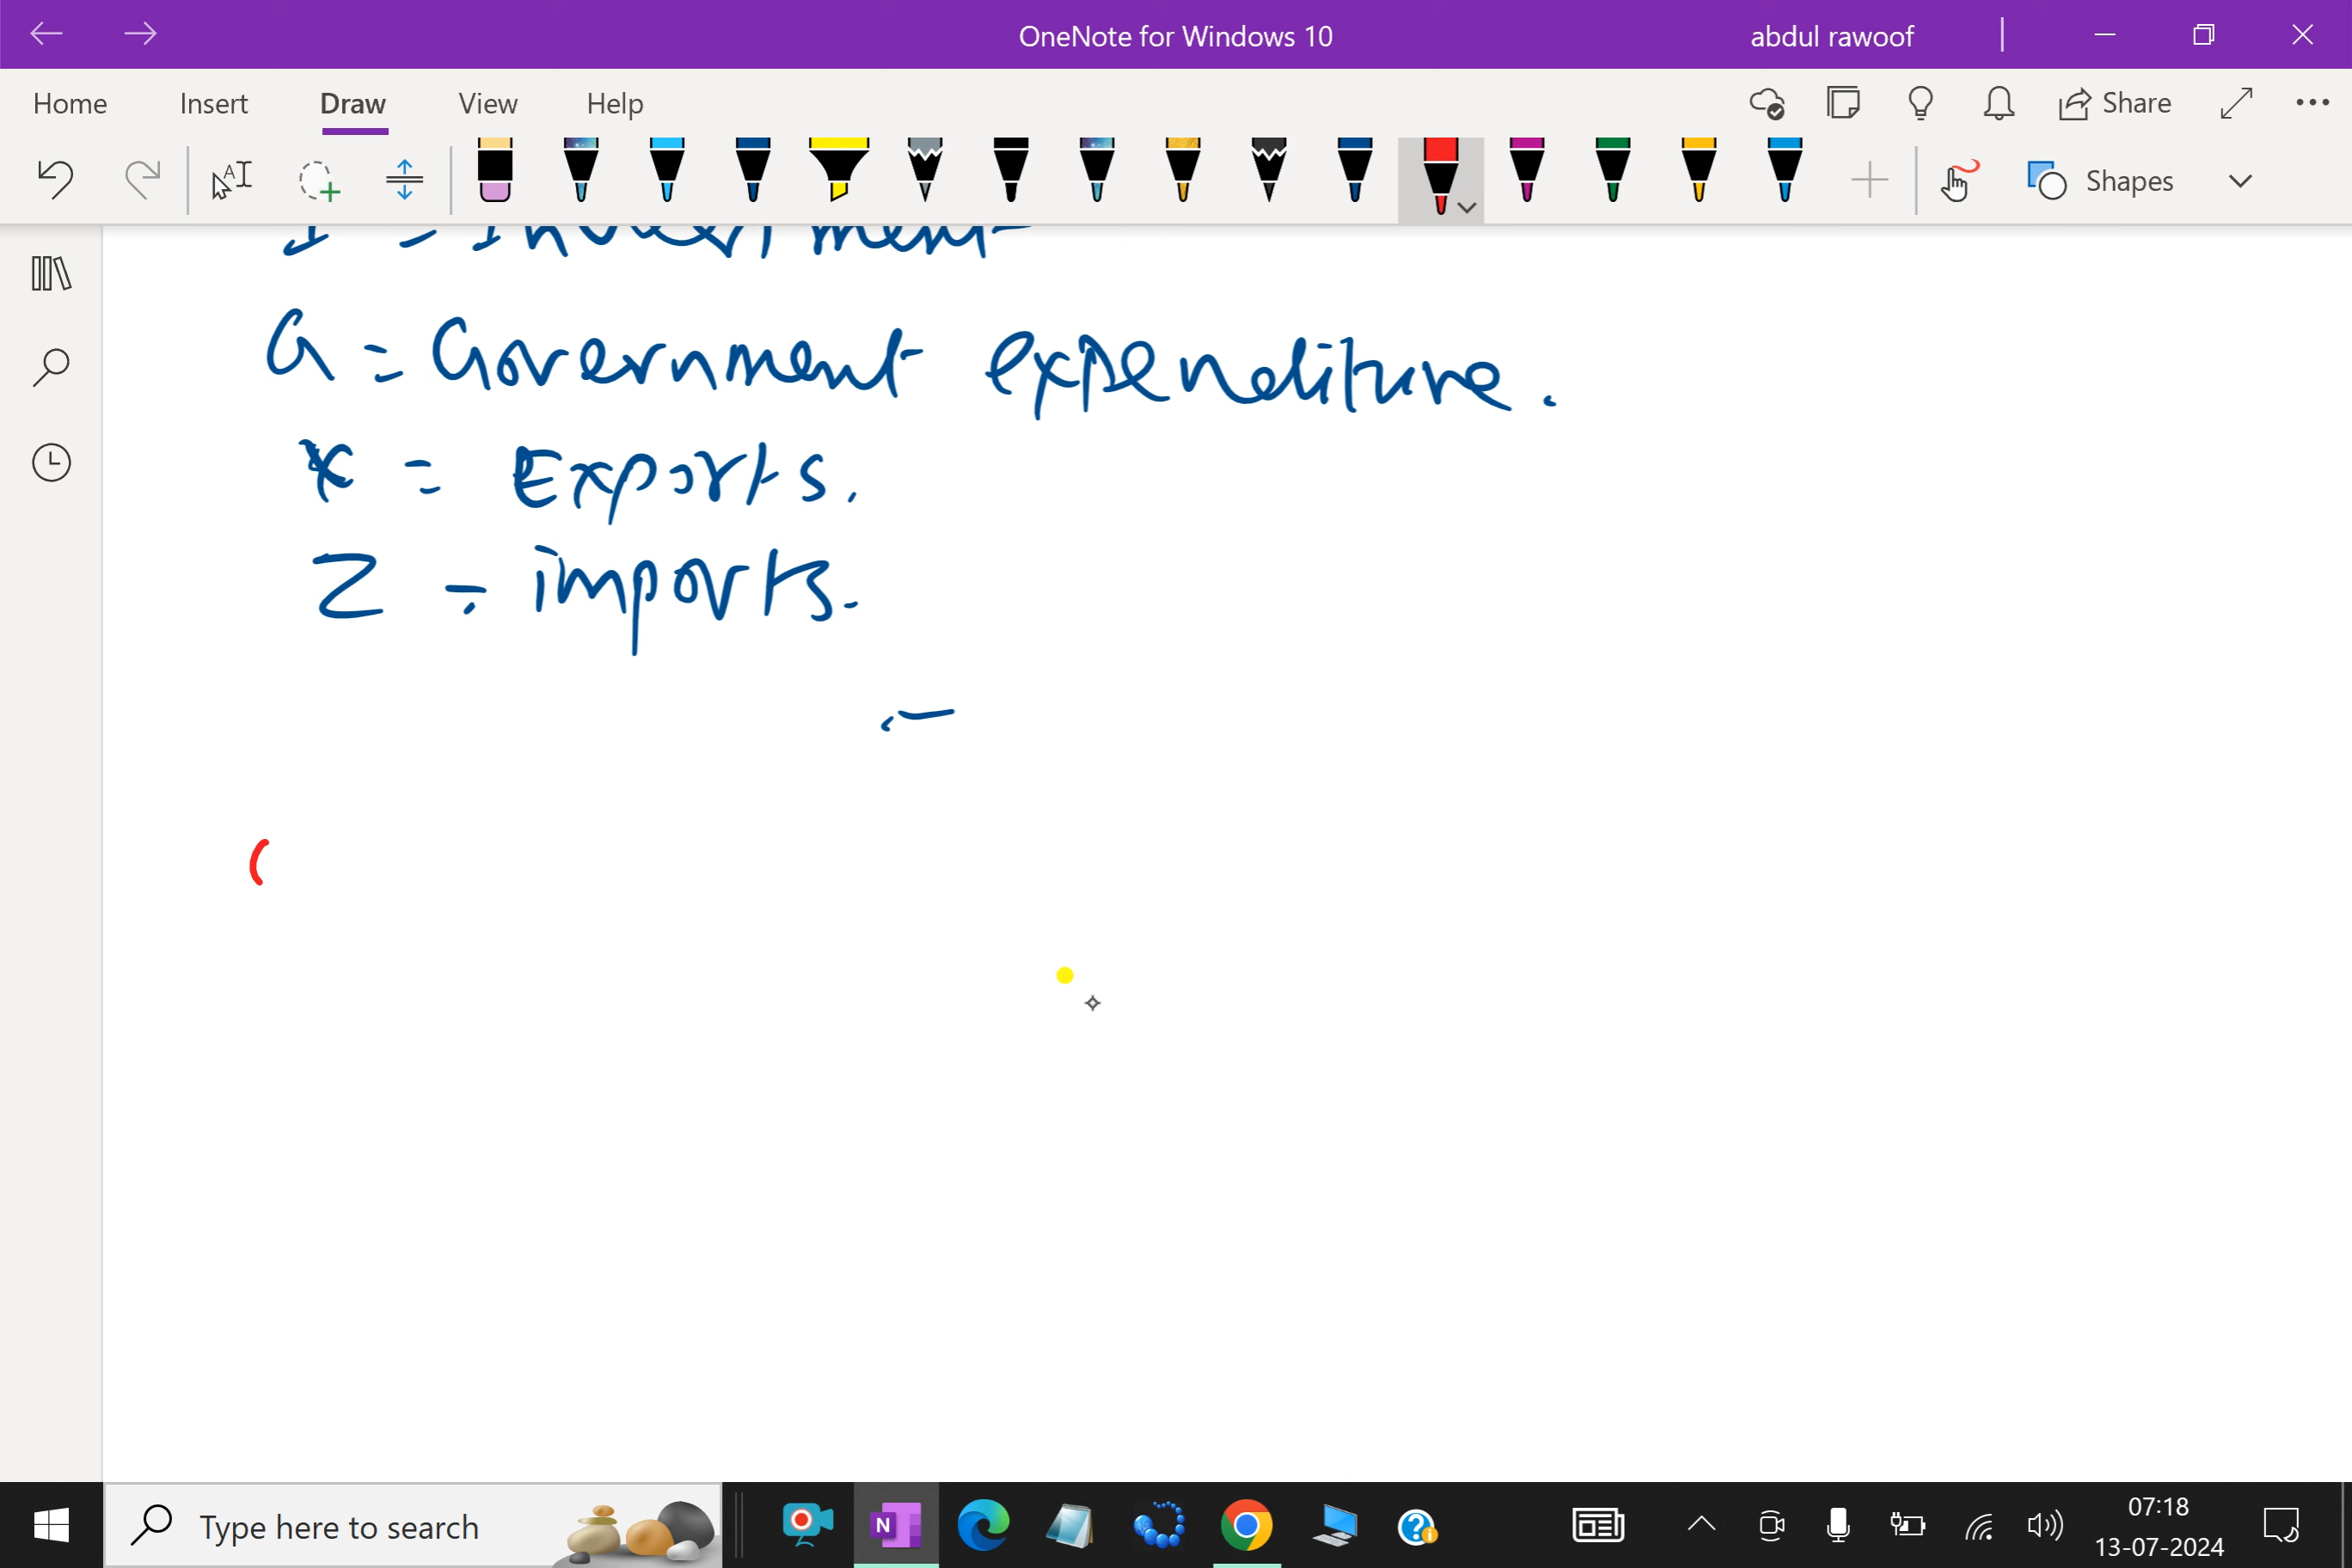 OneNote for Windows 10
abdul rawoof
Home Insert Draw View Help
Share
Shapes
I = Investment
G = Government expenditure.
X = Exports.
Z = imports.
(
Type here to search
07:18
13-07-2024